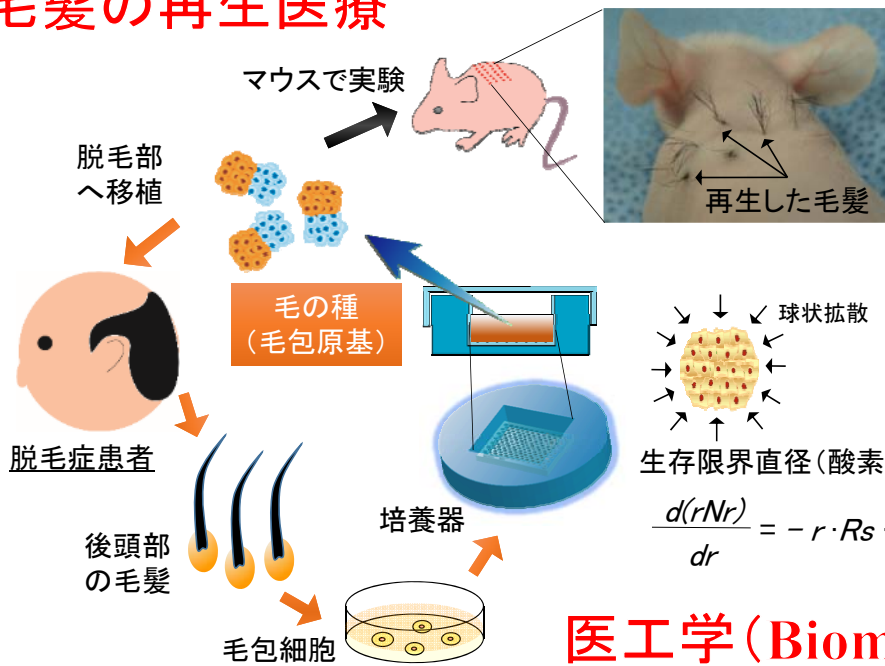 毛髪の再生医療
マウスで実験
脱毛部
へ移植
再生した毛髪
毛の種
(毛包原基)
球状拡散
脱毛症患者
生存限界直径(酸素
d(rNr)
dr
= - r·Rs
培養器
後頭部
の毛髪
毛包細胞
医工学(Biom